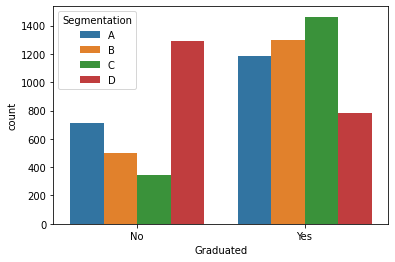 Segmentation
A
B
C
D
1400
1200
1000
800
600
400
200
0
count
No Yes
Graduated